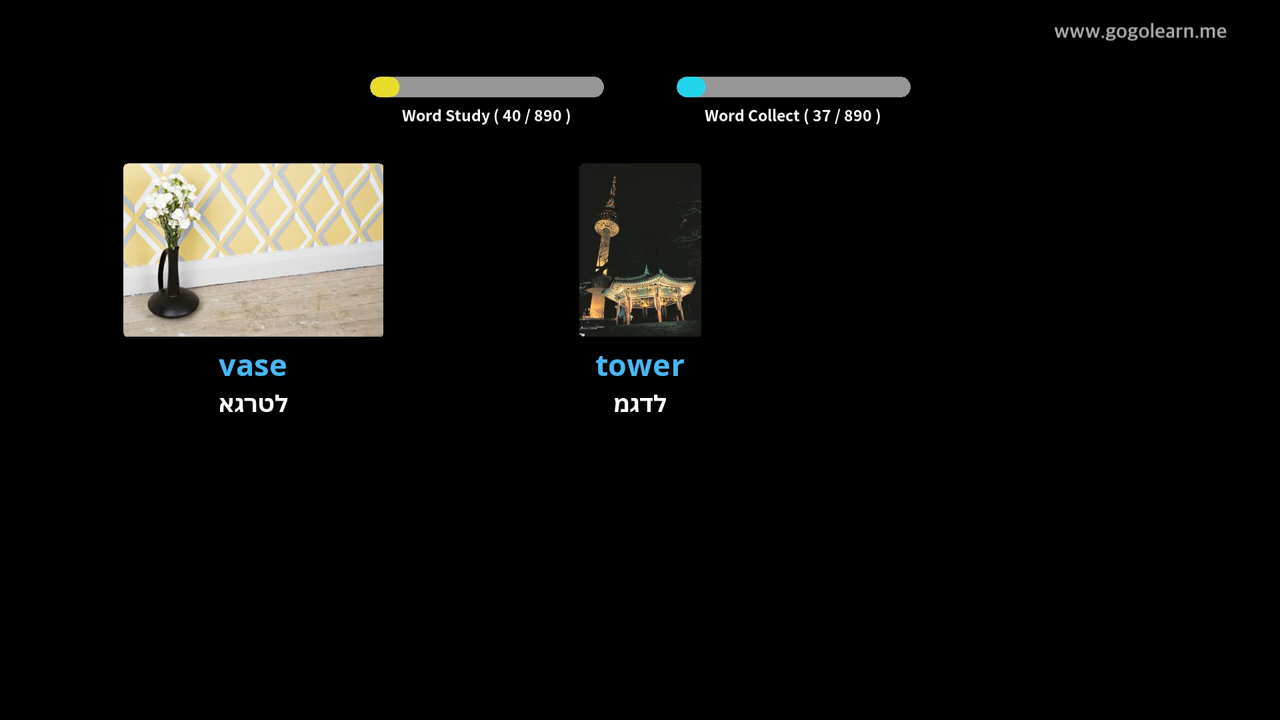 www.gogolearn.me
Word Study ( 40 / 890 )
Word Collect ( 37 / 890 )
vase
לטרגא
tower
לדגמ